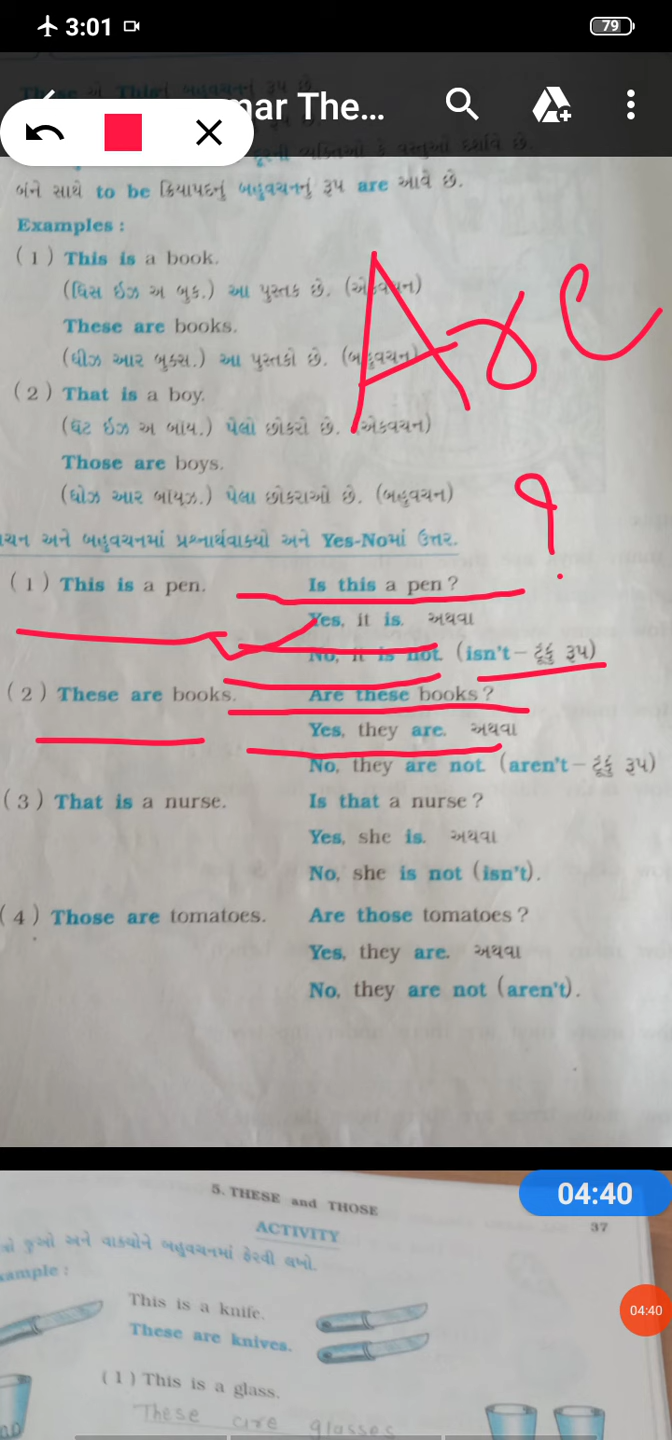 3:01
79
mar The...
બંને સાથે to be ક્રિયાપદનું બહુવચનનું રૂપ are આવે છે.
Examples :
(1) This is a book.
(ધિસ ઇઝ અ બુક.) આ પુસ્તક છે. (એકવચન)
These are books.
(ધીઝ આર બુક્સ.) આ પુસ્તકો છે. (બહુવચન)
Are
(2) That is a boy.
(ધૅટ ઇઝ અ બૉય.) પેલો છોકરો છે. (એકવચન)
Those are boys.
(ધોઝ આર બૉય્ઝ.) પેલા છોકરાઓ છે. (બહુવચન)
?
અને બહુવચનમાં પ્રશ્નાર્થવાક્યો અને Yes-Noમાં ઉત્તર.
(1) This is a pen. Is this a pen?
Yes, it is. અથવા
No, it is not. (isn't – ટૂંકું રૂપ)
(2) These are books. Are these books?
Yes, they are. અથવા
No, they are not. (aren't – ટૂંકું રૂપ)
(3) That is a nurse. Is that a nurse?
Yes, she is. અથવા
No, she is not (isn't).
(4) Those are tomatoes. Are those tomatoes?
Yes, they are. અથવા
No, they are not (aren't).
04:40
5. THESE and THOSE
37
ACTIVITY
જુઓ અને વાક્યોને બહુવચનમાં ફેરવી લખો.
04:40
This is a knife.
These are knives.
(1) This is a glass.
These are glasses